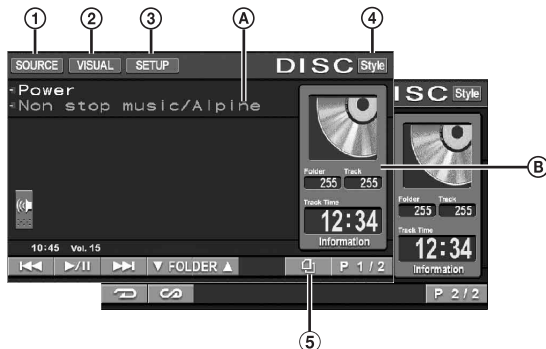 1 2 3 A 4
SOURCE VISUAL SETUP DISC Style
Power
Non stop music/Alpine
Folder Track
255 255
Track Time
12:34
Information
10:45 Vol. 15
▼ FOLDER ▲ P 1/2
ISC Style
Folder Track
255 255
Track Time
12:34
Information
P 2/2
B
5